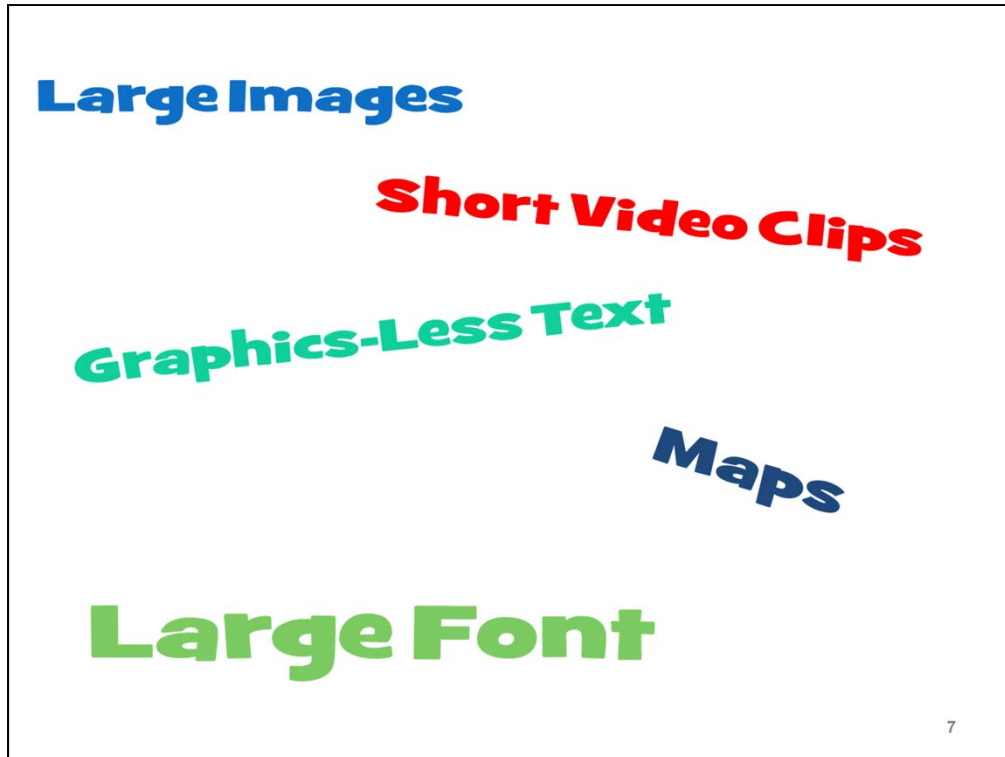 Large Images
Short Video Clips
Graphics-Less Text
Maps
Large Font
7